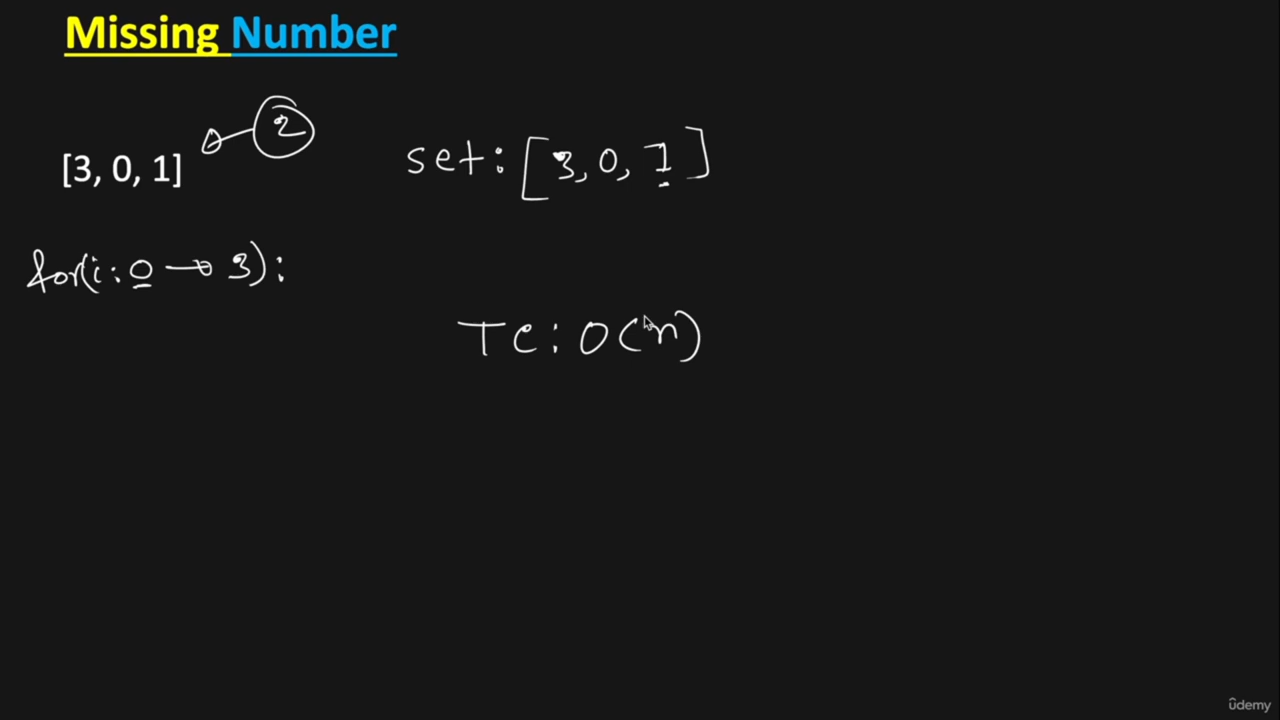 Missing Number
2
[3, 0, 1]
set: [3, 0, 1]
for(i: 0 → 3):
TC: O(n)
ûdemy